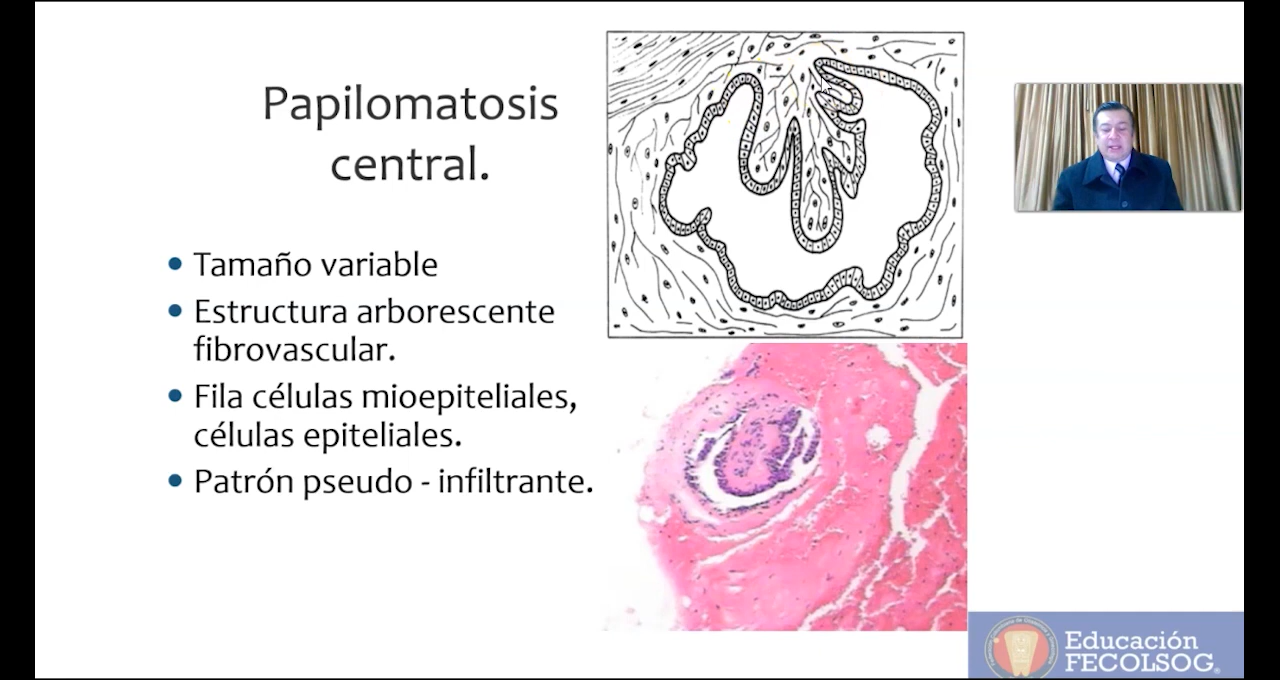 Papilomatosis
central.
• Tamaño variable
• Estructura arborescente
fibrovascular.
• Fila células mioepiteliales,
células epiteliales.
• Patrón pseudo - infiltrante.
Educación
FECOLSOG®